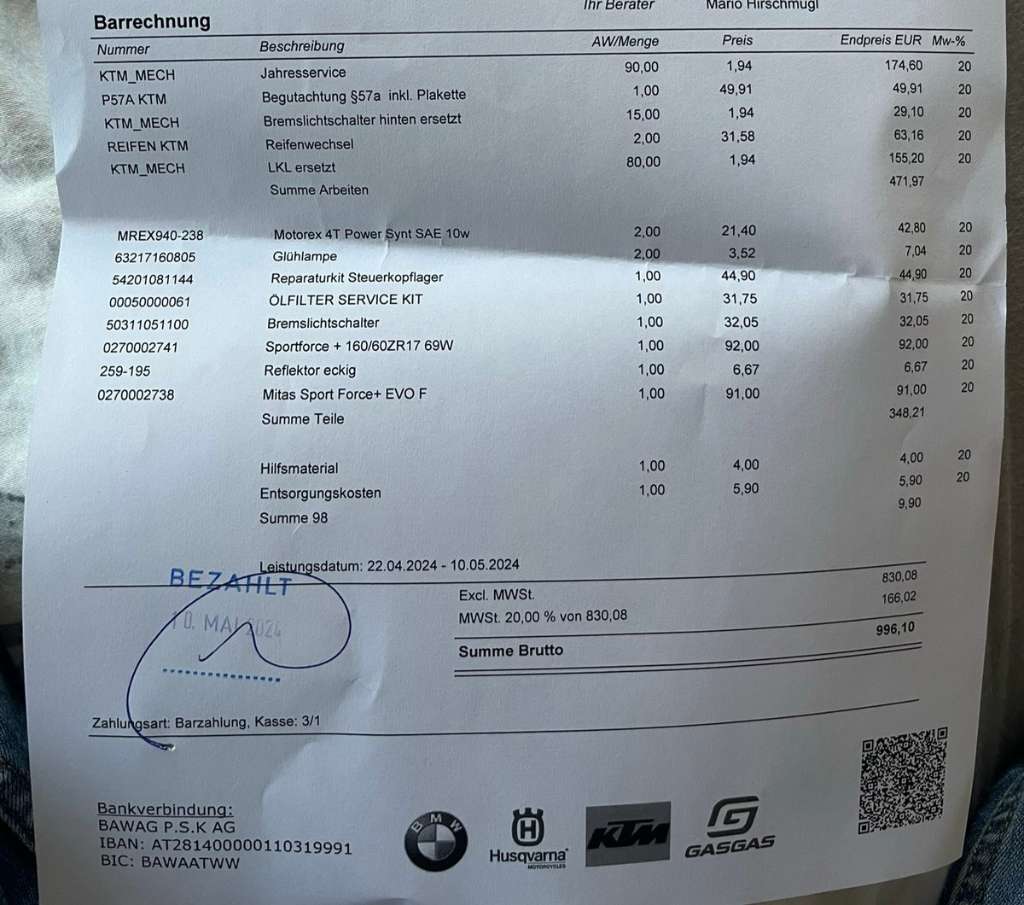 Ihr Berater Mario Hirschmugl
Barrechnung
Nummer Beschreibung AW/Menge Preis Endpreis EUR Mw-%
KTM_MECH Jahresservice 90,00 1,94 174,60 20
P57A KTM Begutachtung §57a inkl. Plakette 1,00 49,91 49,91 20
KTM_MECH Bremslichtschalter hinten ersetzt 15,00 1,94 29,10 20
REIFEN KTM Reifenwechsel 2,00 31,58 63,16 20
KTM_MECH LKL ersetzt 80,00 1,94 155,20 20
Summe Arbeiten 471,97
MREX940-238 Motorex 4T Power Synt SAE 10w 2,00 21,40 42,80 20
63217160805 Glühlampe 2,00 3,52 7,04 20
54201081144 Reparaturkit Steuerkopflager 1,00 44,90 44,90 20
00050000061 ÖLFILTER SERVICE KIT 1,00 31,75 31,75 20
50311051100 Bremslichtschalter 1,00 32,05 32,05 20
0270002741 Sportforce + 160/60ZR17 69W 1,00 92,00 92,00 20
259-195 Reflektor eckig 1,00 6,67 6,67 20
0270002738 Mitas Sport Force+ EVO F 1,00 91,00 91,00 20
Summe Teile 348,21
Hilfsmaterial 1,00 4,00 4,00 20
Entsorgungskosten 1,00 5,90 5,90 20
Summe 98 9,90
Leistungsdatum: 22.04.2024 - 10.05.2024
BEZAHLT
10. MAI 2024
Excl. MWSt. 830,08
MWSt. 20,00 % von 830,08 166,02
Summe Brutto 996,10
Zahlungsart: Barzahlung, Kasse: 3/1
Bankverbindung:
BAWAG P.S.K AG
IBAN: AT281400000110319991
BIC: BAWAATWW
BMW
Husqvarna
MOTORCYCLES
KTM
GASGAS